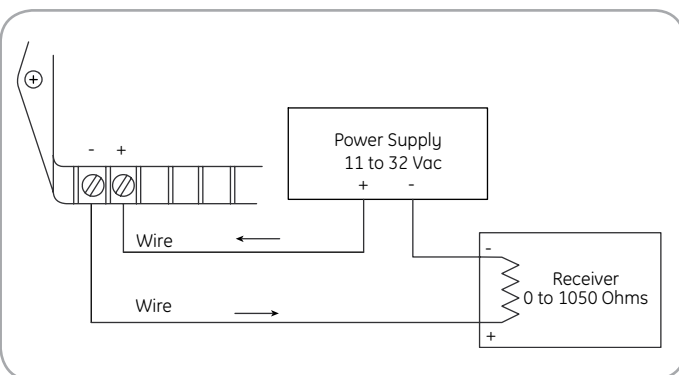 - +
Power Supply
11 to 32 Vac
+ -
Wire
Wire
-
Receiver
0 to 1050 Ohms
+